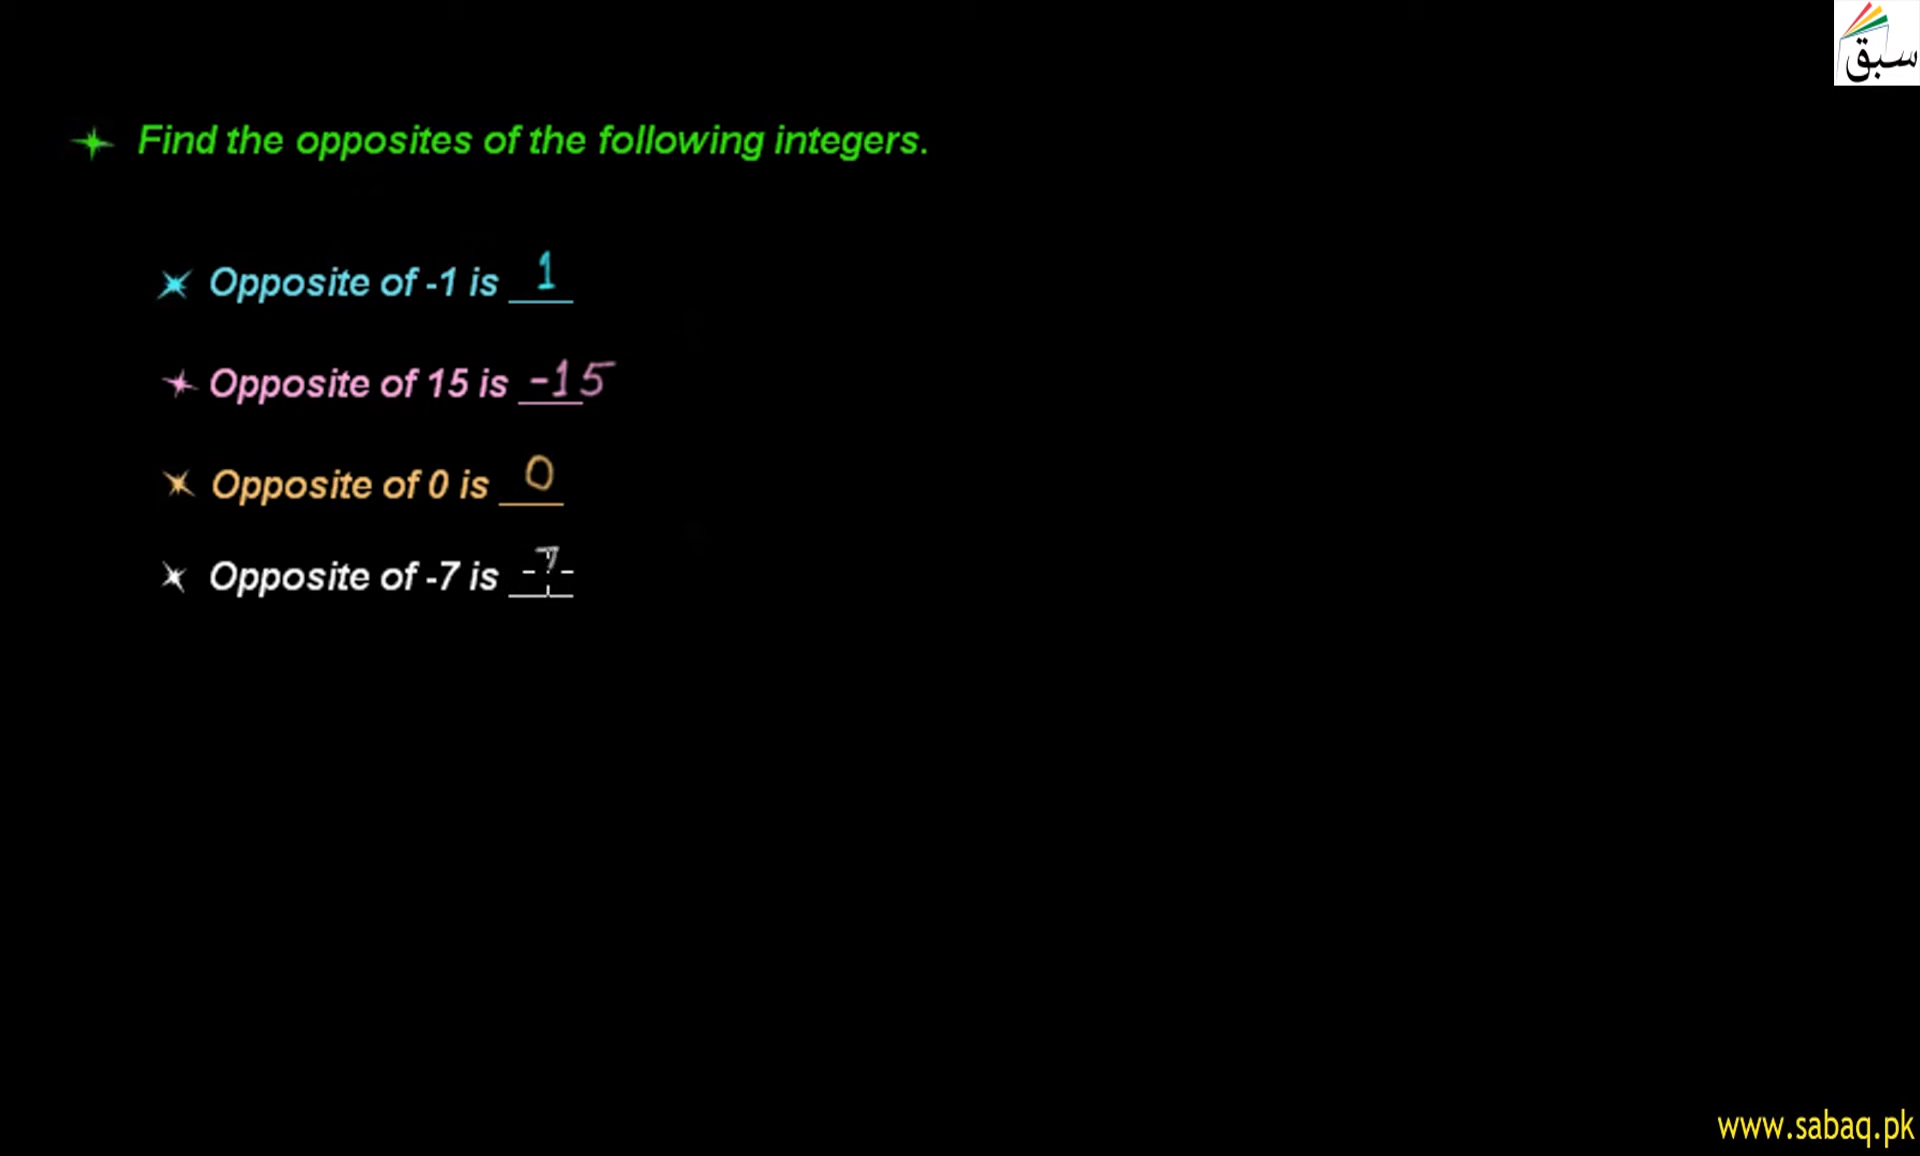 سبق
Find the opposites of the following integers.
Opposite of -1 is 1
Opposite of 15 is -15
Opposite of 0 is 0
Opposite of -7 is 7
www.sabaq.pk